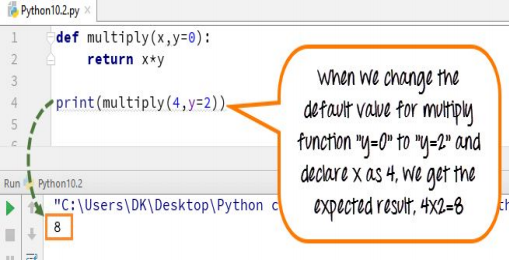 Python10.2.py ×
1 def multiply(x,y=0):
2 return x*y
3
4 print(multiply(4,y=2))
5
6
When we change the
default value for multiply
function "y=0" to "y=2" and
declare x as 4, we get the
expected result, 4x2=8
Run Python10.2
"C:\Users\DK\Desktop\Python c
8